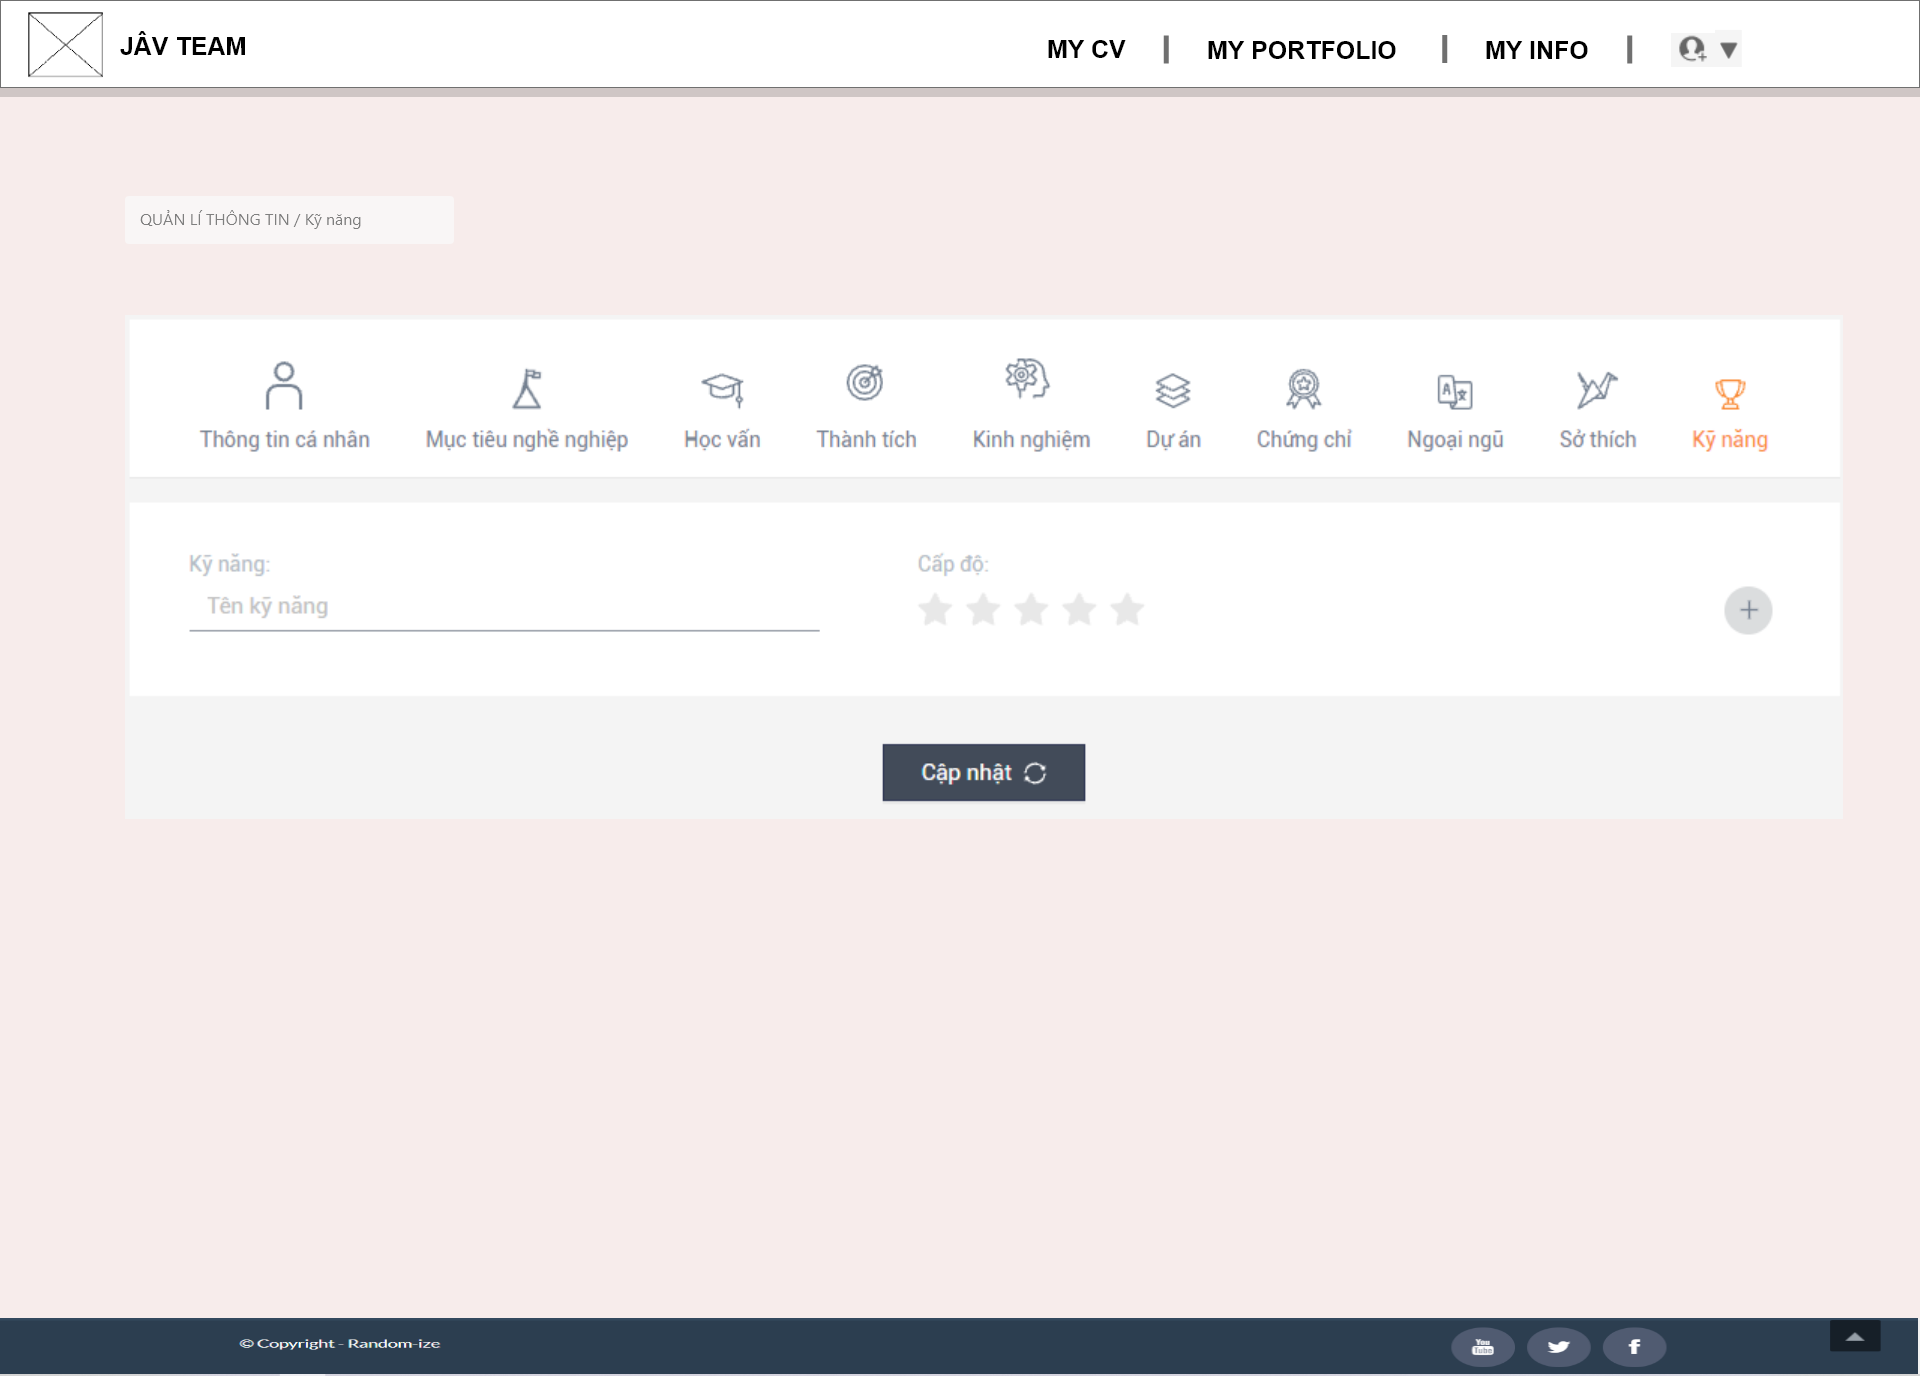 JÂV TEAM
MY CV | MY PORTFOLIO | MY INFO |
QUẢN LÍ THÔNG TIN / Kỹ năng
Thông tin cá nhân Mục tiêu nghề nghiệp Học vấn Thành tích Kinh nghiệm Dự án Chứng chỉ Ngoại ngũ Sở thích Kỹ năng
Kỹ năng: Cấp độ:
Tên kỹ năng
Cập nhật
© Copyright - Random-ize
You Tube